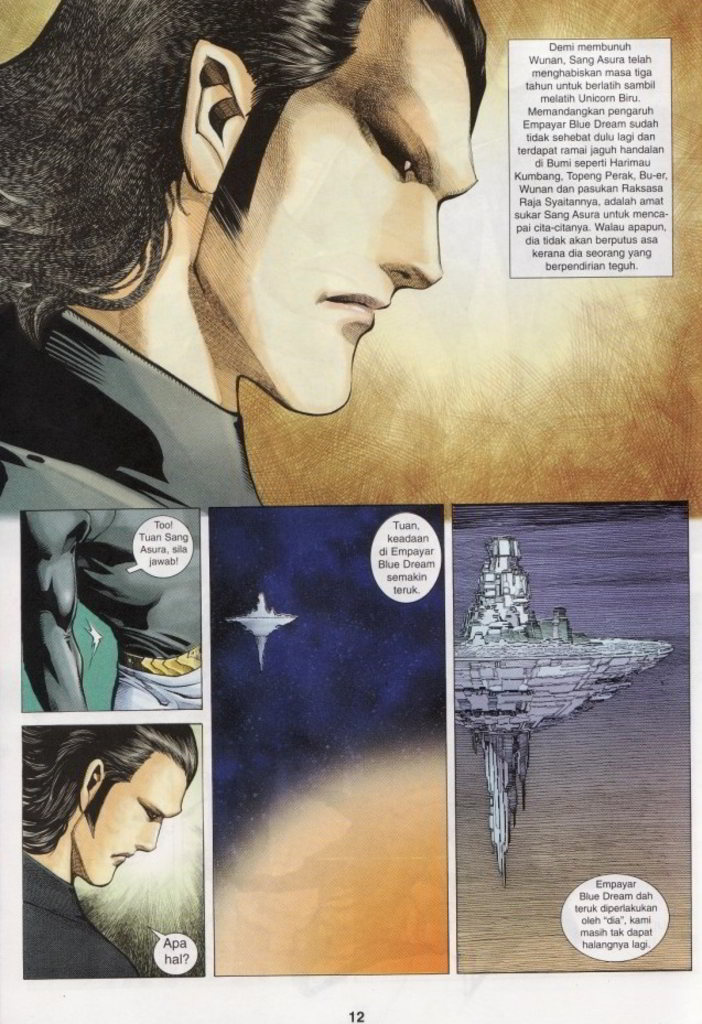 Demi membunuh
Wunan, Sang Asura telah
menghabiskan masa tiga
tahun untuk berlatih sambil
melatih Unicorn Biru.
Memandangkan pengaruh
Empayar Blue Dream sudah
tidak sehebat dulu lagi dan
terdapat ramai jaguh handalan
di Bumi seperti Harimau
Kumbang, Topeng Perak, Bu-er,
Wunan dan pasukan Raksasa
Raja Syaitannya, adalah amat
sukar Sang Asura untuk menca-
pai cita-citanya. Walau apapun,
dia tidak akan berputus asa
kerana dia seorang yang
berpendirian teguh.
Too!
Tuan Sang
Asura, sila
jawab!
Apa
hal?
Tuan,
keadaan
di Empayar
Blue Dream
semakin
teruk.
Empayar
Blue Dream dah
teruk diperlakukan
oleh "dia", kami
masih tak dapat
halangnya lagi.
12